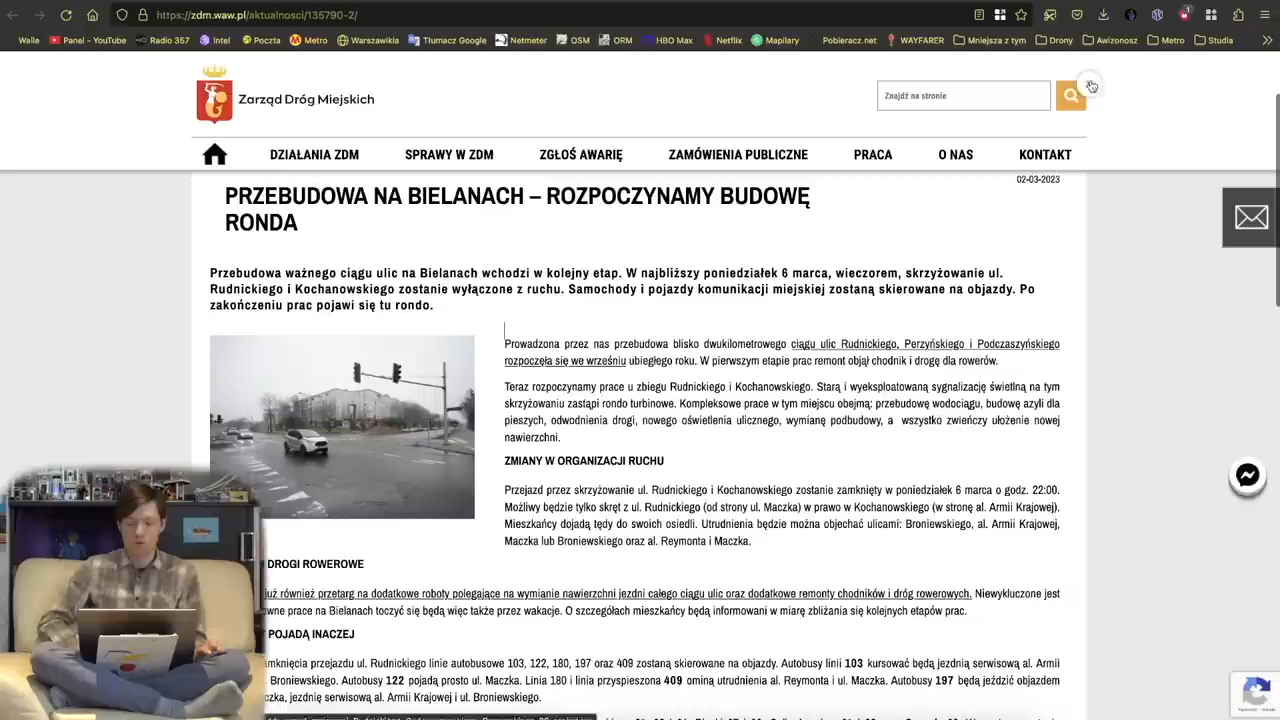 https://zdm.waw.pl/aktualnosci/135790-2/
Walle Panel - YouTube Radio 357 Intel Poczta Metro Warszawikia Tłumacz Google Netmeter OSM ORM HBO Max Netflix Mapilary Pobieracz.net WAYFARER Mniejsza z tym Drony Awizonosz Metro Studia
Zarząd Dróg Miejskich
Znajdź na stronie
DZIAŁANIA ZDM SPRAWY W ZDM ZGŁOŚ AWARIĘ ZAMÓWIENIA PUBLICZNE PRACA O NAS KONTAKT
02-03-2023
PRZEBUDOWA NA BIELANACH – ROZPOCZYNAMY BUDOWĘ
RONDA
Przebudowa ważnego ciągu ulic na Bielanach wchodzi w kolejny etap. W najbliższy poniedziałek 6 marca, wieczorem, skrzyżowanie ul.
Rudnickiego i Kochanowskiego zostanie wyłączone z ruchu. Samochody i pojazdy komunikacji miejskiej zostaną skierowane na objazdy. Po
zakończeniu prac pojawi się tu rondo.
Prowadzona przez nas przebudowa blisko dwukilometrowego ciągu ulic Rudnickiego, Perzyńskiego i Podczaszyńskiego
rozpoczęła się we wrześniu ubiegłego roku. W pierwszym etapie prac remont objął chodnik i drogę dla rowerów.
Teraz rozpoczynamy prace u zbiegu Rudnickiego i Kochanowskiego. Starą i wyeksploatowaną sygnalizację świetlną na tym
skrzyżowaniu zastąpi rondo turbinowe. Kompleksowe prace w tym miejscu obejmą: przebudowę wodociągu, budowę azyli dla
pieszych, odwodnienia drogi, nowego oświetlenia ulicznego, wymianę podbudowy, a wszystko zwieńczy ułożenie nowej
nawierzchni.
ZMIANY W ORGANIZACJI RUCHU
Przejazd przez skrzyżowanie ul. Rudnickiego i Kochanowskiego zostanie zamknięty w poniedziałek 6 marca o godz. 22:00.
Możliwy będzie tylko skręt z ul. Rudnickiego (od strony ul. Maczka) w prawo w Kochanowskiego (w stronę al. Armii Krajowej).
Mieszkańcy dojadą tędy do swoich osiedli. Utrudnienia będzie można objechać ulicami: Broniewskiego, al. Armii Krajowej,
Maczka lub Broniewskiego oraz al. Reymonta i Maczka.
DROGI ROWEROWE
już również przetarg na dodatkowe roboty polegające na wymianie nawierzchni jezdni całego ciągu ulic oraz dodatkowe remonty chodników i dróg rowerowych. Niewykluczone jest
prace na Bielanach toczyć się będą więc także przez wakacje. O szczegółach mieszkańcy będą informowani w miarę zbliżania się kolejnych etapów prac.
POJADĄ INACZEJ
przejazdu ul. Rudnickiego linie autobusowe 103, 122, 180, 197 oraz 409 zostaną skierowane na objazdy. Autobusy linii 103 kursować będą jezdnią serwisową al. Armii
Broniewskiego. Autobusy 122 pojadą prosto ul. Maczka. Linia 180 i linia przyspieszona 409 ominą utrudnienia al. Reymonta i ul. Maczka. Autobusy 197 będą jeździć objazdem
jezdnię serwisową al. Armii Krajowej i ul. Broniewskiego.